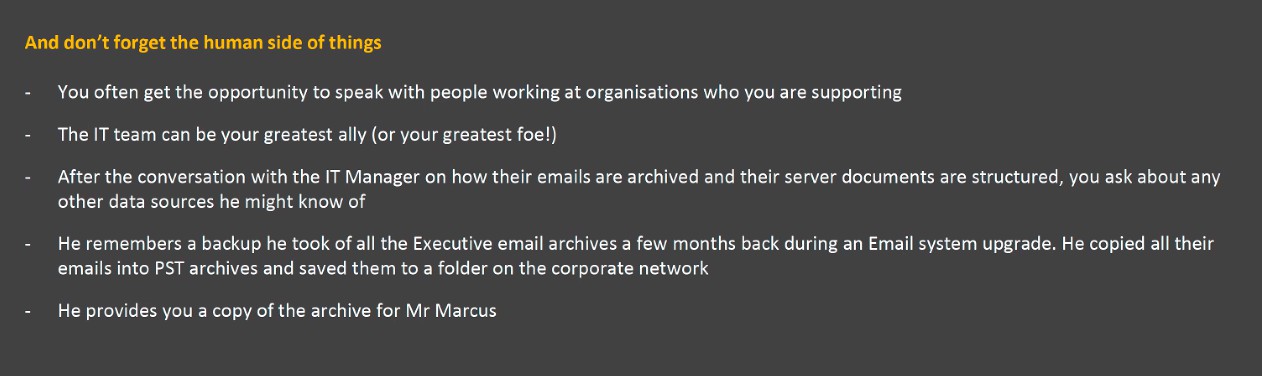 And don’t forget the human side of things
- You often get the opportunity to speak with people working at organisations who you are supporting
- The IT team can be your greatest ally (or your greatest foe!)
- After the conversation with the IT Manager on how their emails are archived and their server documents are structured, you ask about any
other data sources he might know of
- He remembers a backup he took of all the Executive email archives a few months back during an Email system upgrade. He copied all their
emails into PST archives and saved them to a folder on the corporate network
- He provides you a copy of the archive for Mr Marcus